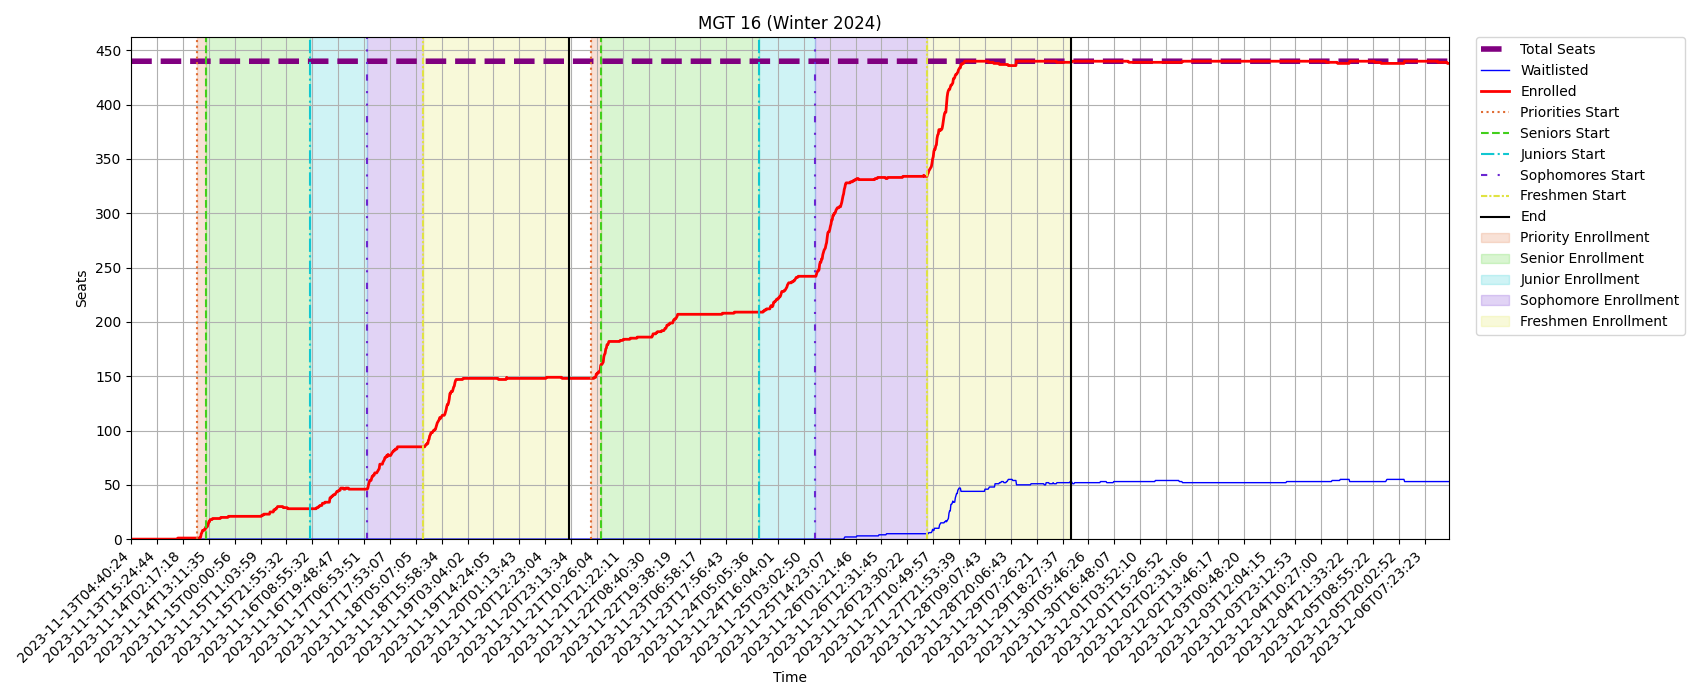 MGT 16 (Winter 2024)
450
400
350
300
250
200
150
100
50
0
Seats
2023-11-13T04:40:24
2023-11-13T15:24:44
2023-11-14T02:17:18
2023-11-14T13:11:35
2023-11-15T00:00:56
2023-11-15T11:03:59
2023-11-15T21:55:32
2023-11-16T08:55:32
2023-11-16T19:48:47
2023-11-17T06:53:51
2023-11-17T17:53:07
2023-11-18T05:07:05
2023-11-18T15:58:34
2023-11-19T03:04:02
2023-11-19T14:24:05
2023-11-20T01:13:43
2023-11-20T12:23:04
2023-11-20T23:13:34
2023-11-21T10:26:04
2023-11-21T21:22:11
2023-11-22T08:40:30
2023-11-22T19:38:19
2023-11-23T06:58:17
2023-11-23T17:56:43
2023-11-24T05:05:36
2023-11-24T16:04:01
2023-11-25T03:02:50
2023-11-25T14:23:07
2023-11-26T01:21:46
2023-11-26T12:31:45
2023-11-26T23:30:22
2023-11-27T10:49:57
2023-11-27T21:53:39
2023-11-28T09:07:43
2023-11-28T20:06:43
2023-11-29T07:26:21
2023-11-29T18:27:37
2023-11-30T05:46:26
2023-11-30T16:48:07
2023-12-01T03:52:10
2023-12-01T15:26:52
2023-12-02T02:31:06
2023-12-02T13:46:17
2023-12-03T00:48:20
2023-12-03T12:04:15
2023-12-03T23:12:53
2023-12-04T10:27:00
2023-12-04T21:33:22
2023-12-05T08:55:22
2023-12-05T20:02:52
2023-12-06T07:23:23
Time
Total Seats
Waitlisted
Enrolled
Priorities Start
Seniors Start
Juniors Start
Sophomores Start
Freshmen Start
End
Priority Enrollment
Senior Enrollment
Junior Enrollment
Sophomore Enrollment
Freshmen Enrollment